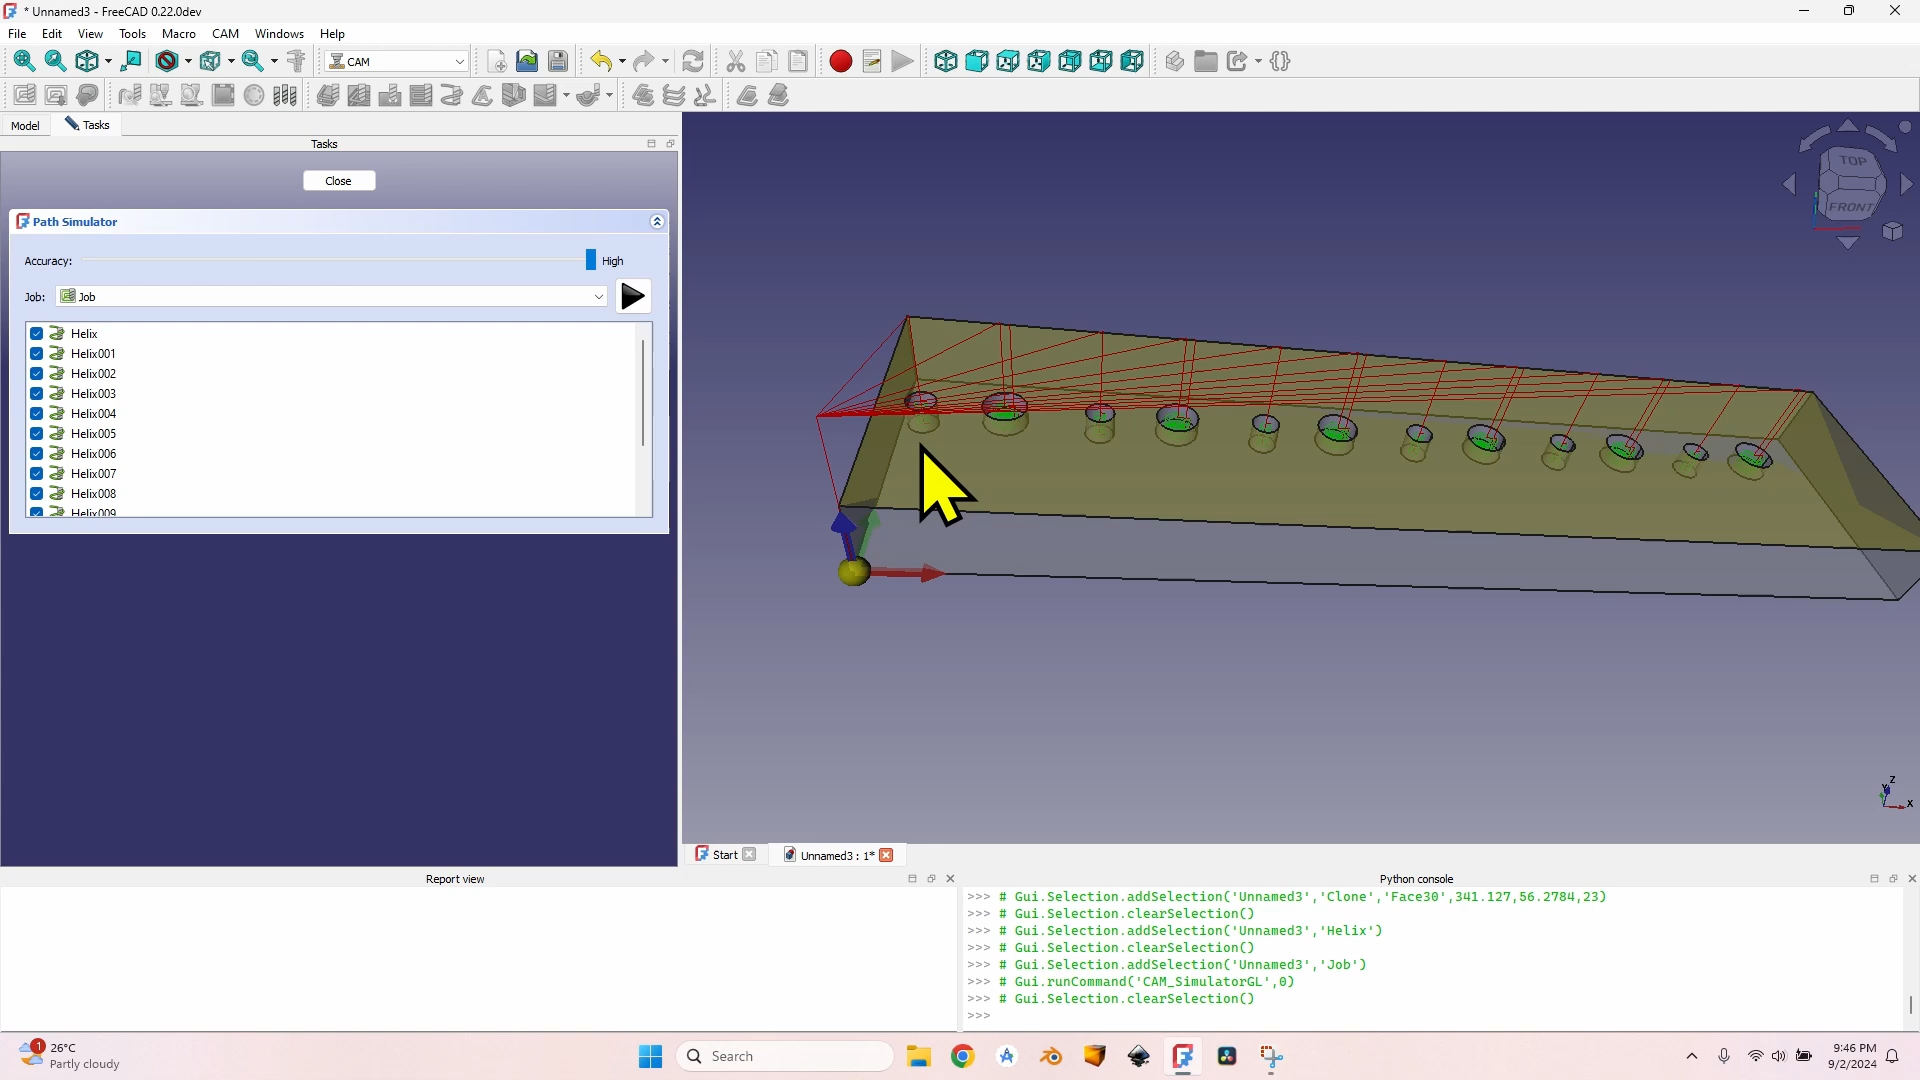 * Unnamed3 - FreeCAD 0.22.0dev
File Edit View Tools Macro CAM Windows Help
CAM
Model Tasks
Tasks
Close
Path Simulator
Accuracy: High
Job: Job
Helix
Helix001
Helix002
Helix003
Helix004
Helix005
Helix006
Helix007
Helix008
Helix009
TOP
FRONT
Z
Y
X
Start Unnamed3 : 1*
Report view
Python console
>>> # Gui.Selection.addSelection('Unnamed3','Clone','Face30',341.127,56.2784,23)
>>> # Gui.Selection.clearSelection()
>>> # Gui.Selection.addSelection('Unnamed3','Helix')
>>> # Gui.Selection.clearSelection()
>>> # Gui.Selection.addSelection('Unnamed3','Job')
>>> # Gui.runCommand('CAM_SimulatorGL',0)
>>> # Gui.Selection.clearSelection()
>>>
1
26°C
Partly cloudy
Search
9:46 PM
9/2/2024